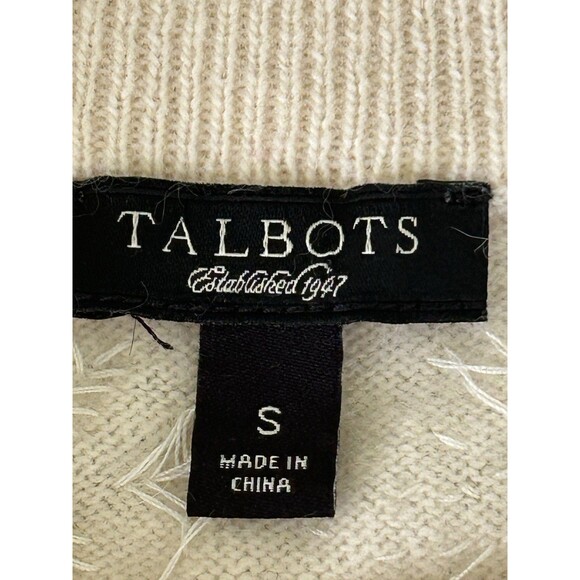 TALBOTS
Established 1947
S
MADE IN
CHINA